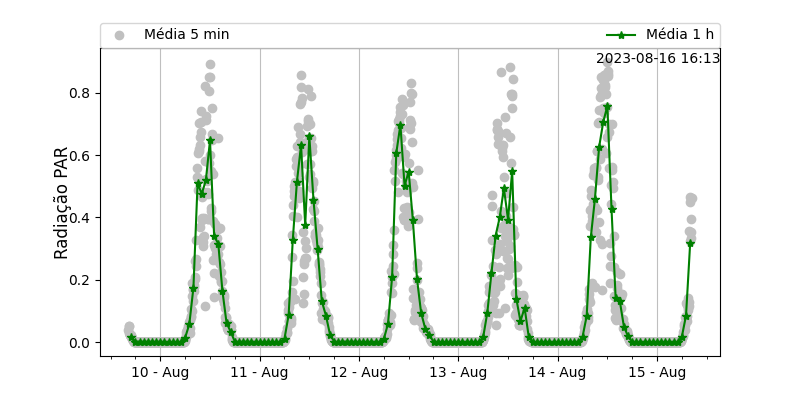 Média 5 min
Média 1 h
2023-08-16 16:13
Radiação PAR
0.8
0.6
0.4
0.2
0.0
10 - Aug
11 - Aug
12 - Aug
13 - Aug
14 - Aug
15 - Aug